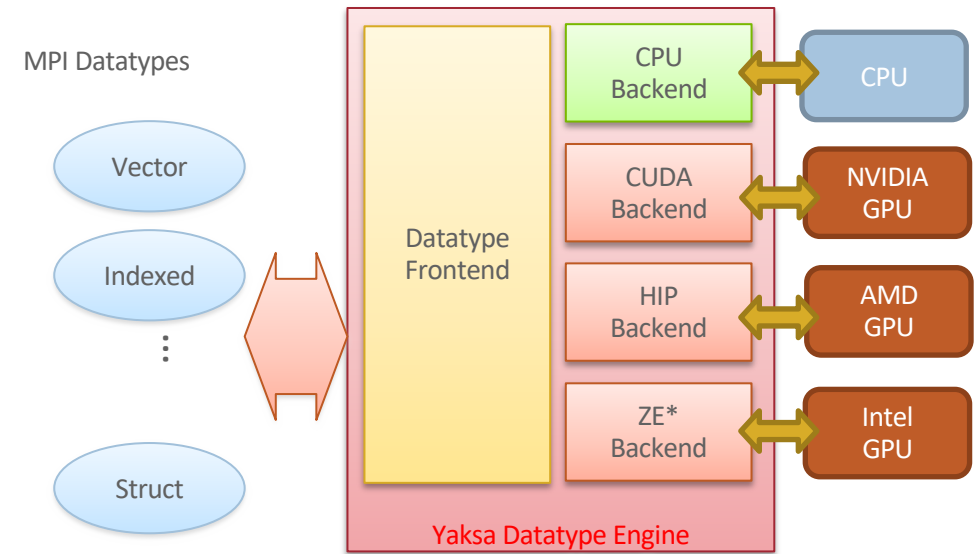 MPI Datatypes
Vector
Indexed
⋮
Struct
Datatype
Frontend
CPU
Backend
CUDA
Backend
HIP
Backend
ZE*
Backend
CPU
NVIDIA
GPU
AMD
GPU
Intel
GPU
Yaksa Datatype Engine